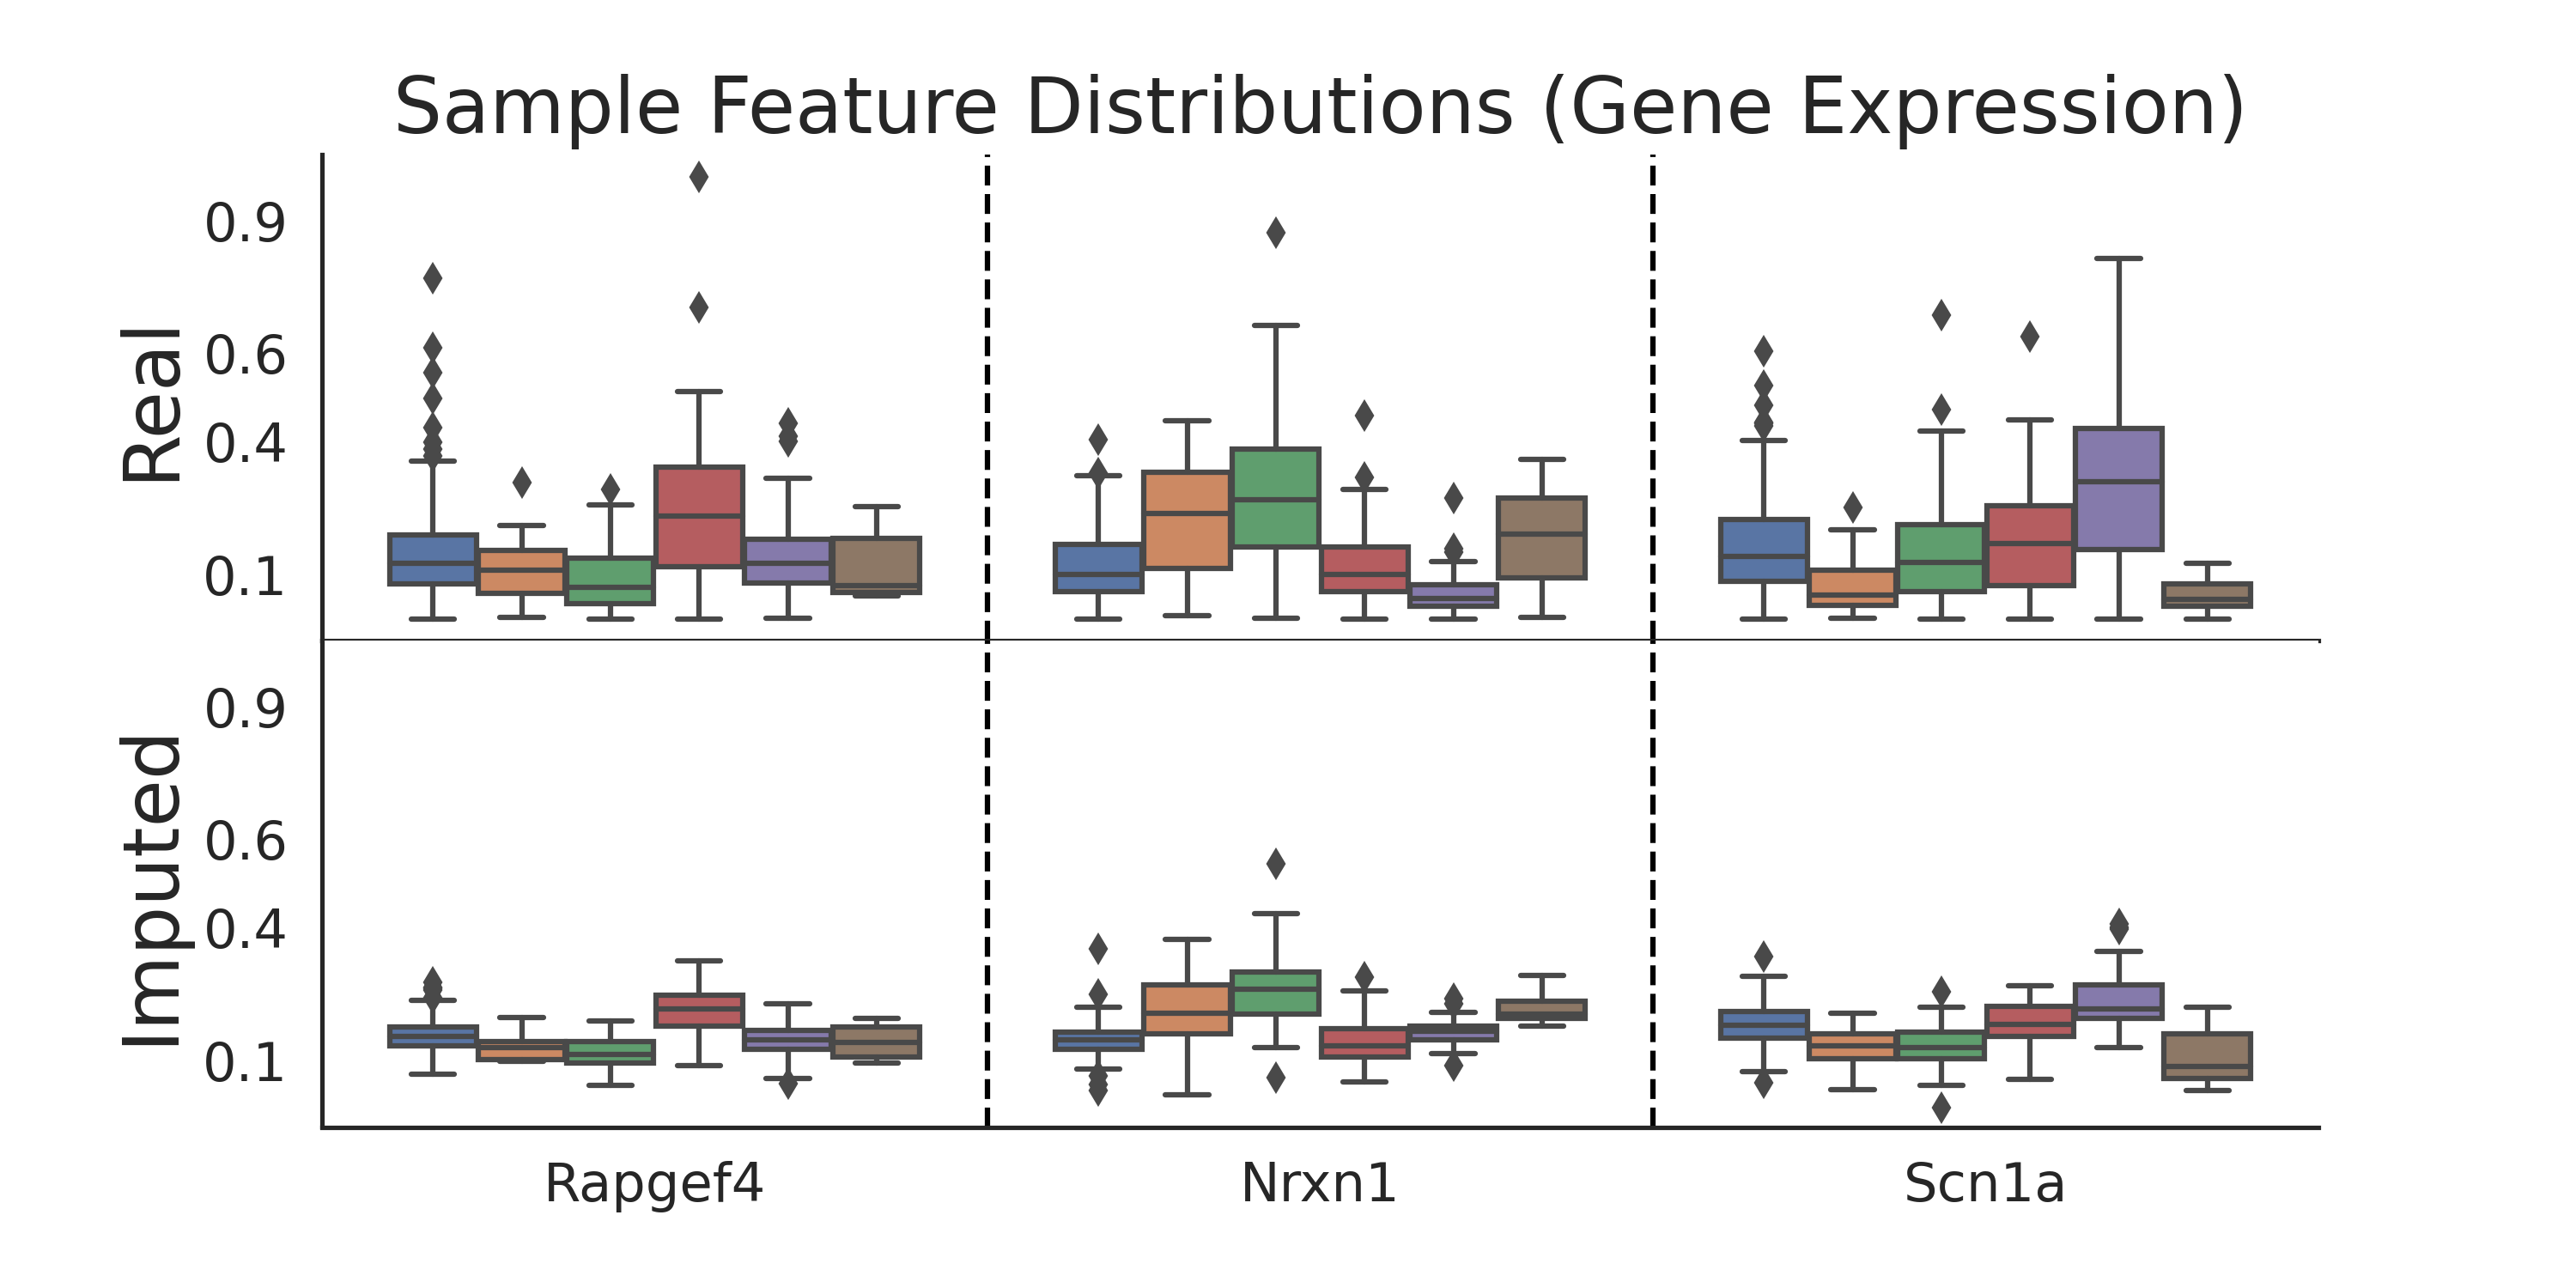 Sample Feature Distributions (Gene Expression)
Real
0.9
0.6
0.4
0.1
Imputed
0.9
0.6
0.4
0.1
Rapgef4
Nrxn1
Scn1a